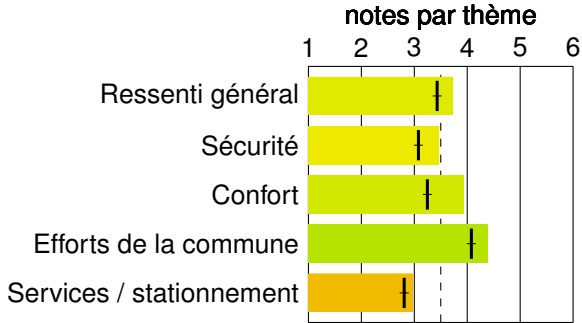 notes par thème
1 2 3 4 5 6
Ressenti général
Sécurité
Confort
Efforts de la commune
Services / stationnement